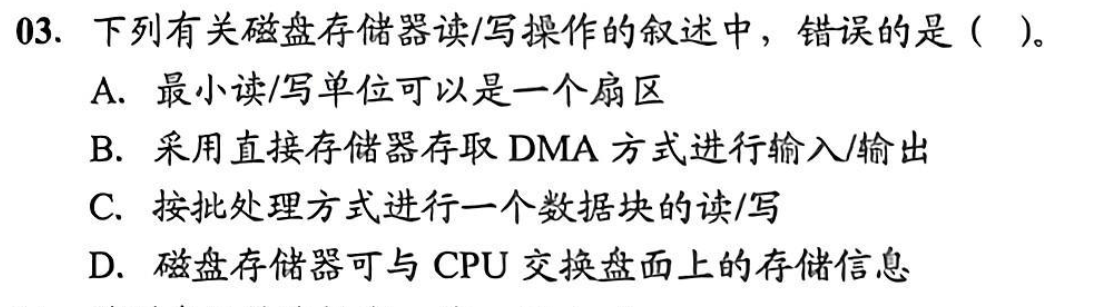 03. 下列有关磁盘存储器读/写操作的叙述中，错误的是（ ）。
A. 最小读/写单位可以是一个扇区
B. 采用直接存储器存取 DMA 方式进行输入/输出
C. 按批处理方式进行一个数据块的读/写
D. 磁盘存储器可与 CPU 交换盘面上的存储信息